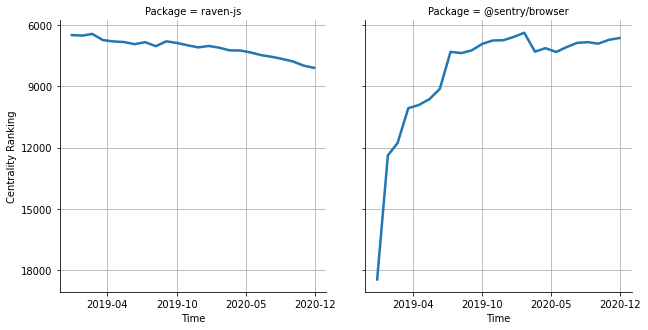 Package = raven-js
Package = @sentry/browser
6000
9000
12000
15000
18000
Centrality Ranking
2019-04 2019-10 2020-05 2020-12
2019-04 2019-10 2020-05 2020-12
Time
Time